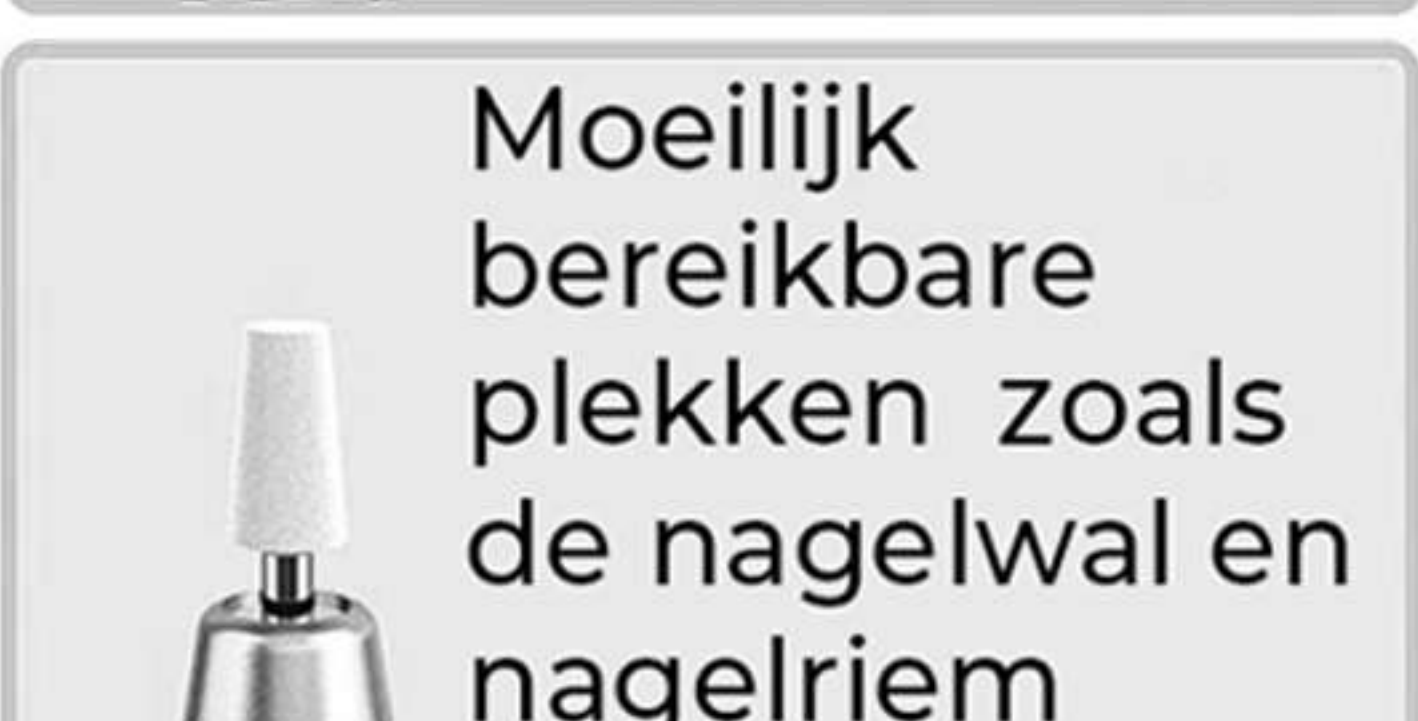 Moeilijk
bereikbare
plekken zoals
de nagelwal en
nagelriem